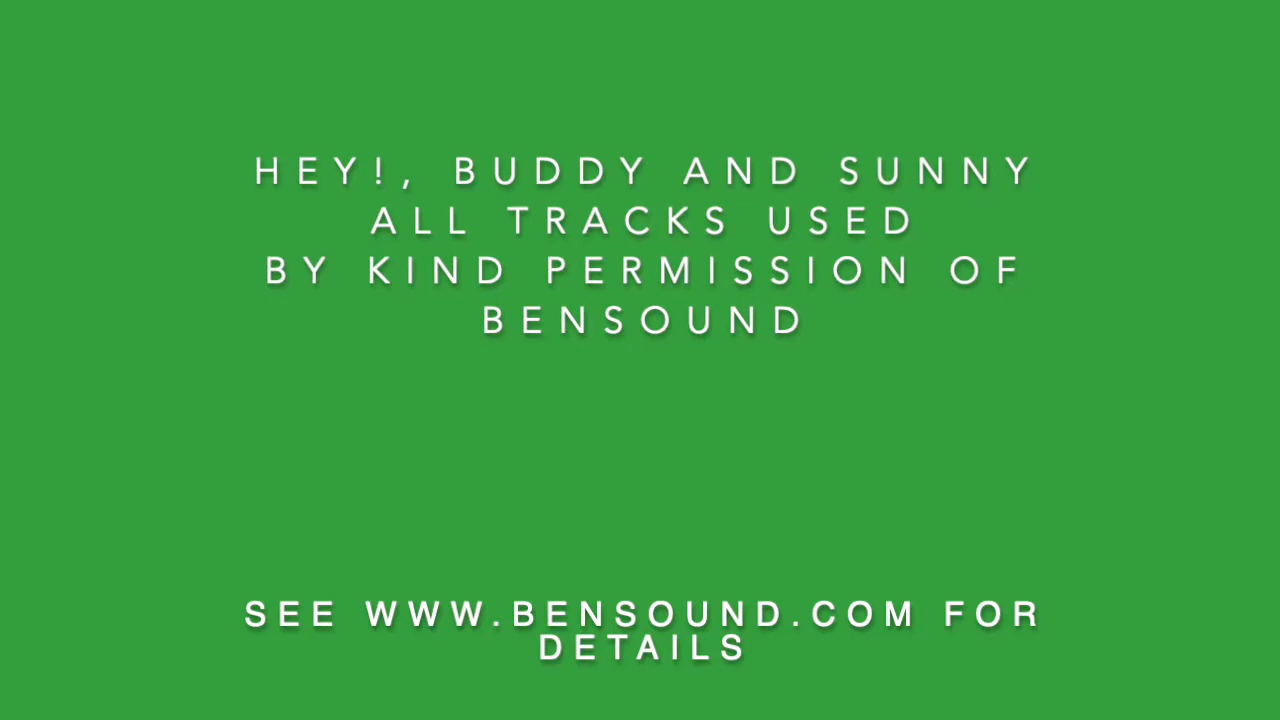 HEY!, BUDDY AND SUNNY
ALL TRACKS USED
BY KIND PERMISSION OF
BENSOUND
SEE WWW.BENSOUND.COM FOR
DETAILS